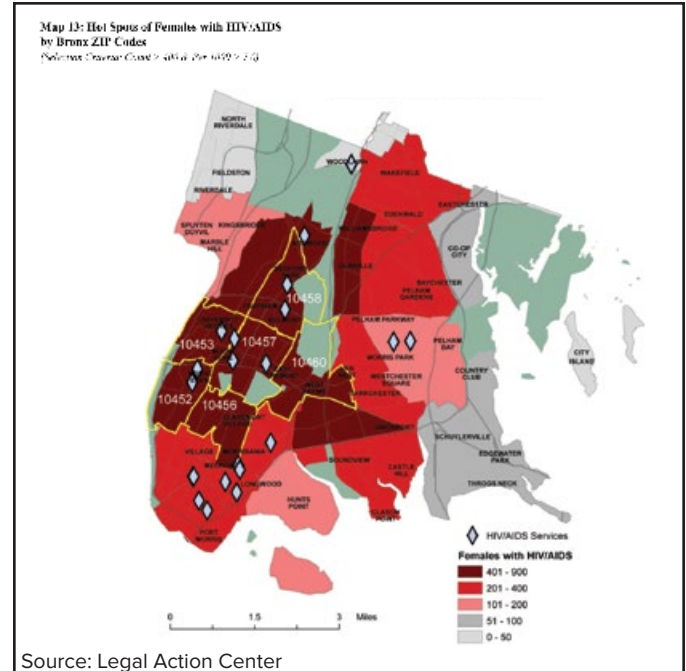 Map 13: Hot Spots of Females with HIV/AIDS
by Bronx ZIP Codes
NORTH
RIVERDALE
WOODLAWN
WAKEFIELD
FIELDSTON
RIVERDALE
EASTCHESTER
EDENWALD
SPUYTEN
DUYVIL
KINGSBRIDGE
MARBLE
HILL
CO-OP
CITY
BAYCHESTER
PELHAM
GARDENS
10458
PELHAM PARKWAY
10453
10457
MORRIS PARK
PELHAM
BAY
CITY
ISLAND
10460
WESTCHESTER
SQUARE
COUNTRY
CLUB
10452
10456
PARKCHESTER
SCHUYLERVILLE
VILLAGE
MORRISANIA
SOUNDVIEW
CASTLE
HILL
EDGEWATER
PARK
LONGWOOD
THROGS NECK
HUNTS
POINT
CLASON
POINT
PORT
MORRIS
HIV/AIDS Services
Females with HIV/AIDS
401 - 900
201 - 400
101 - 200
51 - 100
0 - 50
0 1.5 3 Miles
Source: Legal Action Center